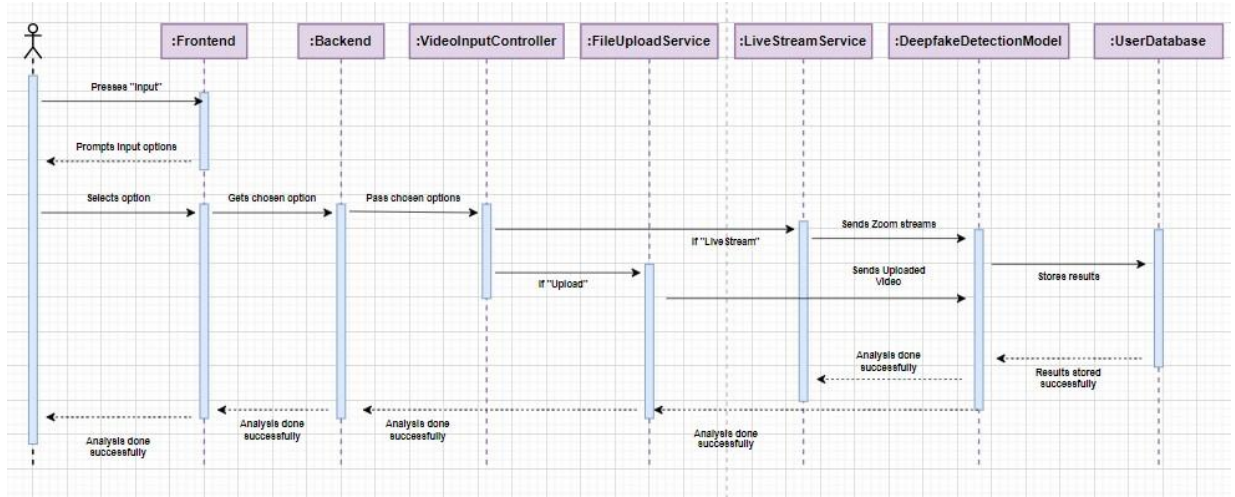 :Frontend
:Backend
:VideoInputController
:FileUploadService
:LiveStreamService
:DeepfakeDetectionModel
:UserDatabase
Presses "Input"
Prompts Input options
Selects option
Gets chosen option
Pass chosen options
If "LiveStream"
Sends Zoom streams
If "Upload"
Sends Uploaded
Video
Stores results
Results stored
successfully
Analysis done
successfully
Analysis done
successfully
Analysis done
successfully
Analysis done
successfully
Analysis done
successfully